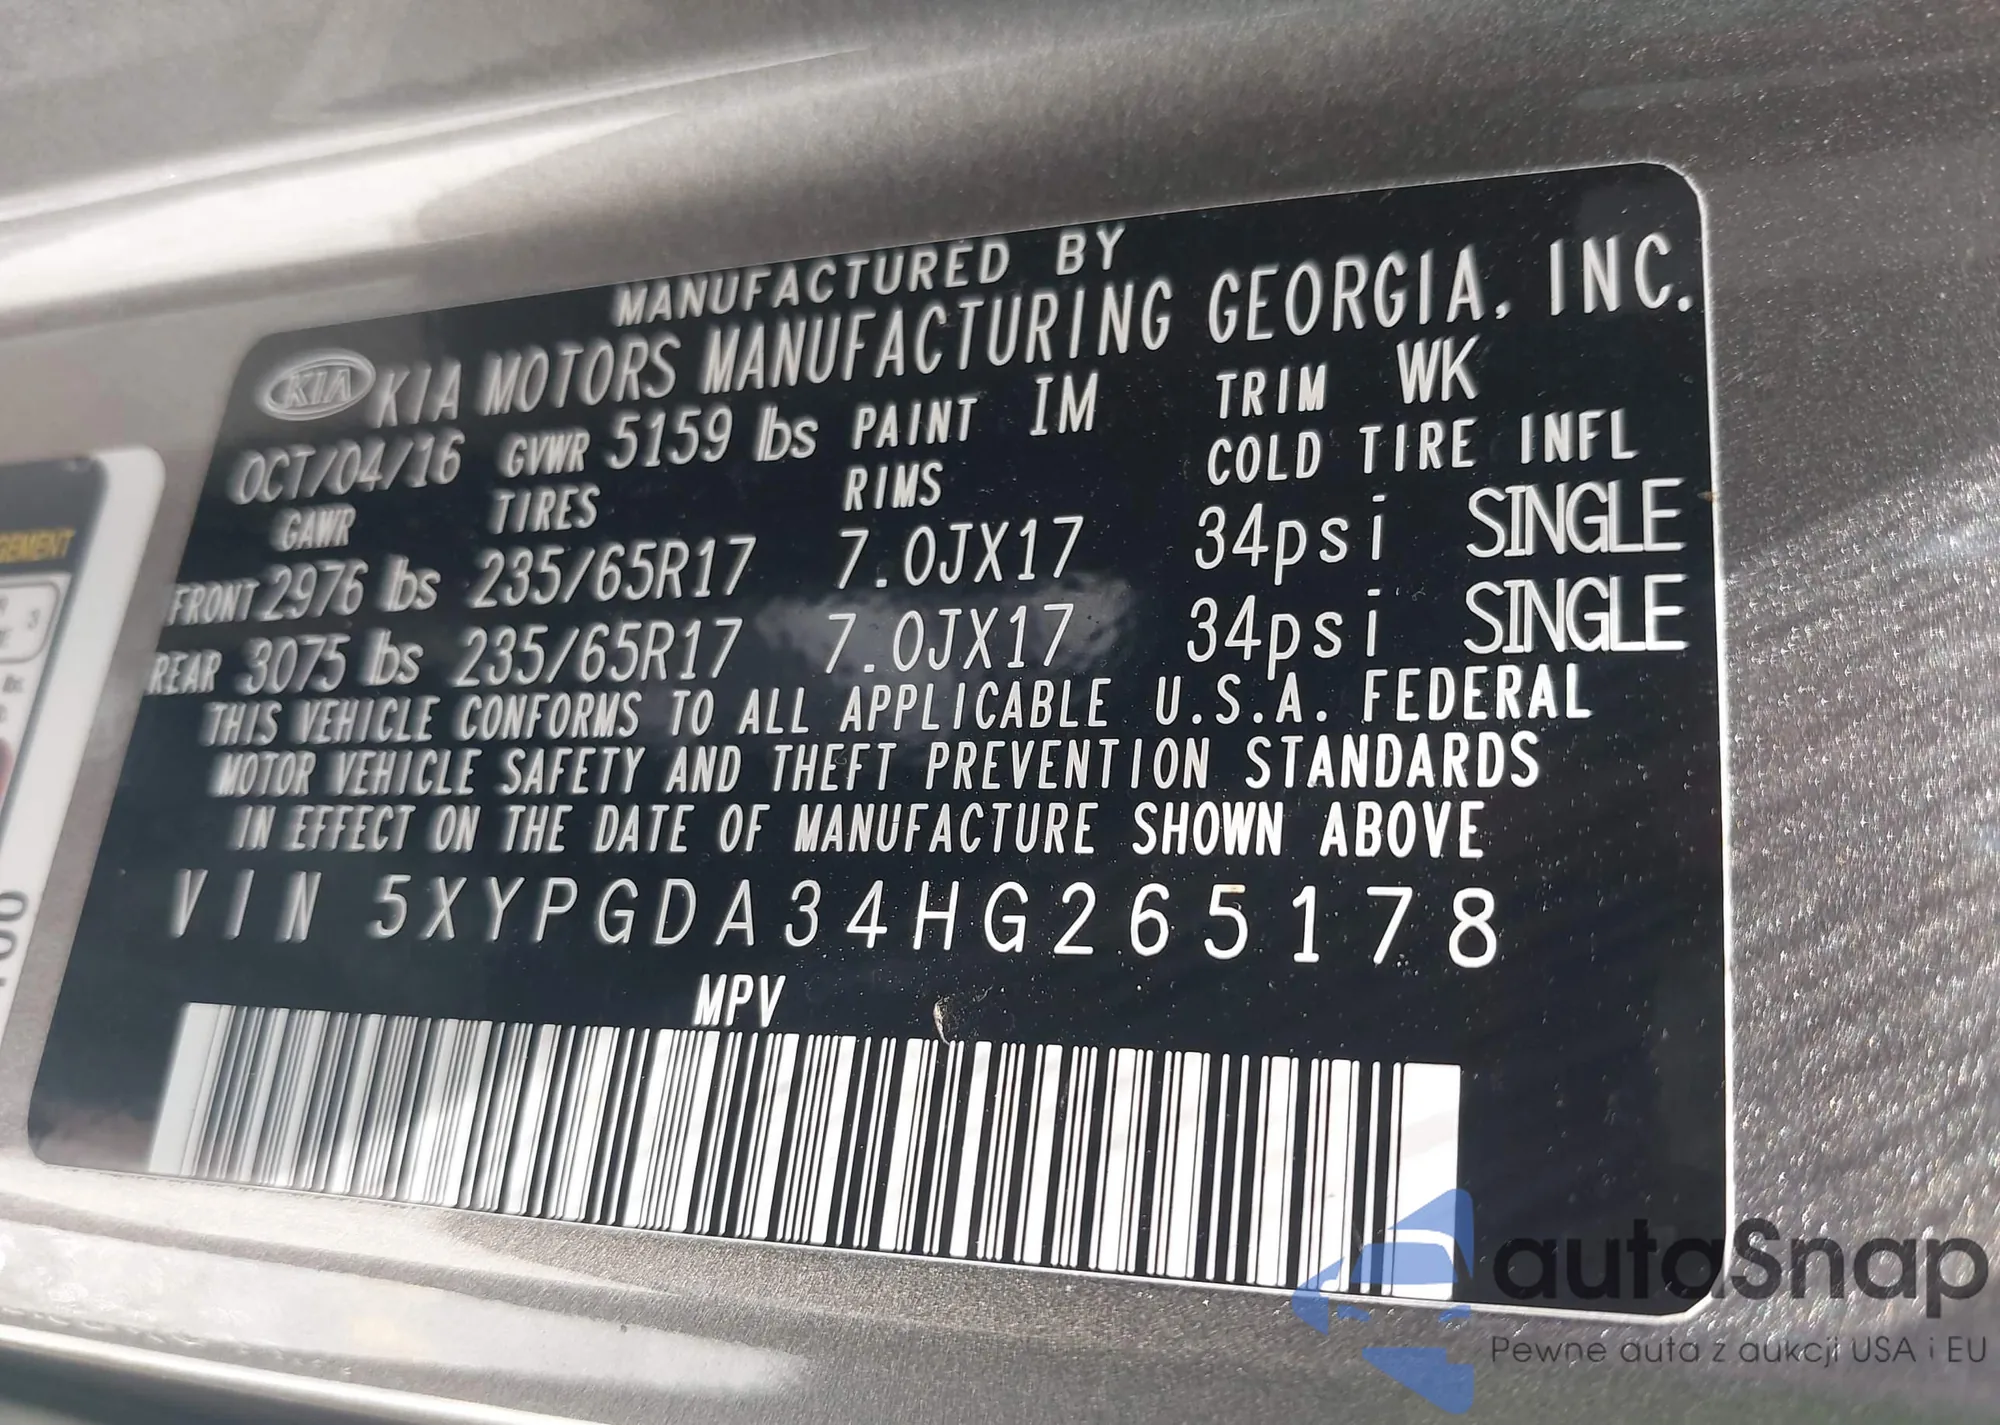 MANUFACTURED BY
KIA KIA MOTORS MANUFACTURING GEORGIA, INC.
OCT/04/16 GVWR 5159 lbs PAINT IM TRIM WK
GAWR TIRES RIMS COLD TIRE INFL
FRONT 2976 lbs 235/65R17 7.0JX17 34psi SINGLE
REAR 3075 lbs 235/65R17 7.0JX17 34psi SINGLE
THIS VEHICLE CONFORMS TO ALL APPLICABLE U.S.A. FEDERAL
MOTOR VEHICLE SAFETY AND THEFT PREVENTION STANDARDS
IN EFFECT ON THE DATE OF MANUFACTURE SHOWN ABOVE
VIN 5XYPGDA34HG265178
MPV
autaSnap
Pewne auta z aukcji USA i EU